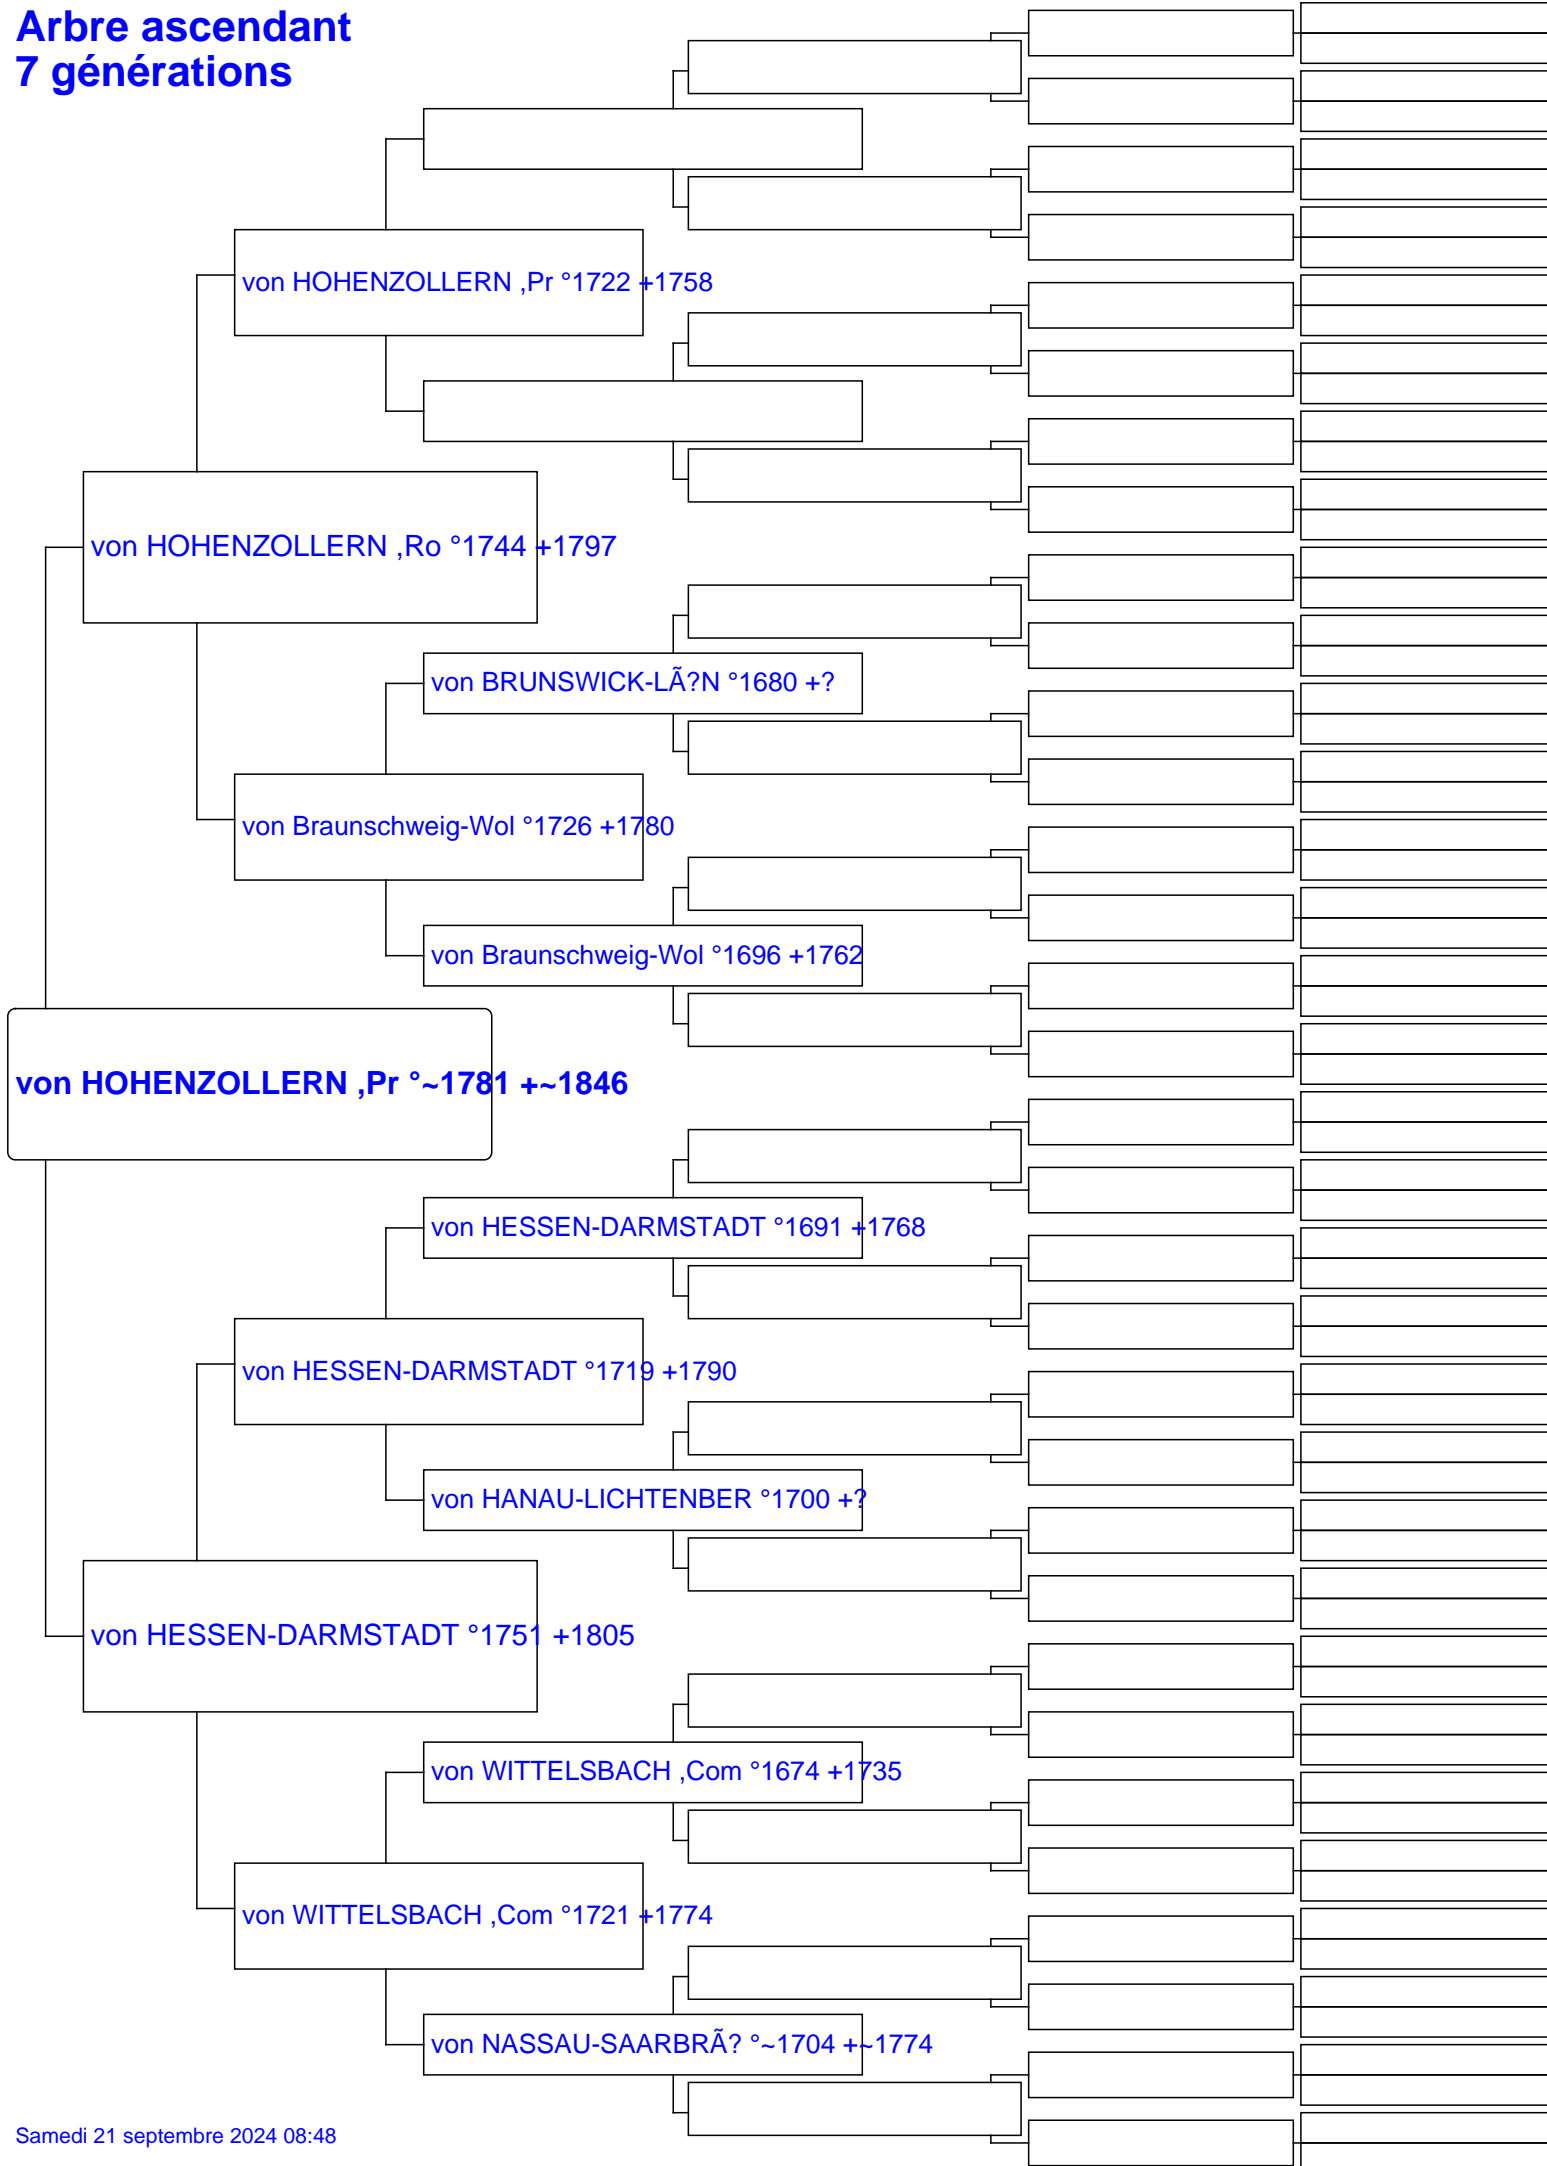 Arbre ascendant
7 générations
von HOHENZOLLERN ,Pr °1722 +1758
von HOHENZOLLERN ,Ro °1744 +1797
von BRUNSWICK-LÃ?N °1680 +?
von Braunschweig-Wol °1726 +1780
von Braunschweig-Wol °1696 +1762
von HOHENZOLLERN ,Pr °~1781 +~1846
von HESSEN-DARMSTADT °1691 +1768
von HESSEN-DARMSTADT °1719 +1790
von HANAU-LICHTENBER °1700 +?
von HESSEN-DARMSTADT °1751 +1805
von WITTELSBACH ,Com °1674 +1735
von WITTELSBACH ,Com °1721 +1774
von NASSAU-SAARBRÃ? °~1704 +~1774
Samedi 21 septembre 2024 08:48